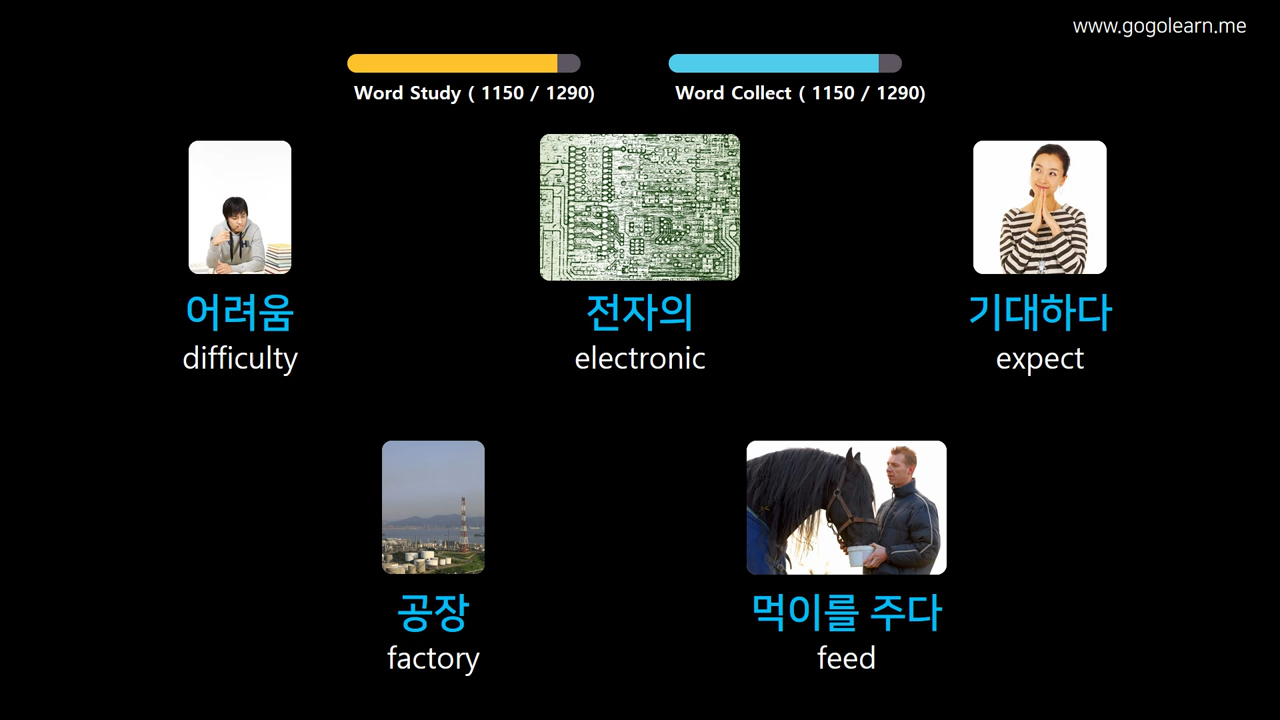 www.gogolearn.me
Word Study ( 1150 / 1290)
Word Collect ( 1150 / 1290)
어려움
difficulty
전자의
electronic
기대하다
expect
공장
factory
먹이를 주다
feed